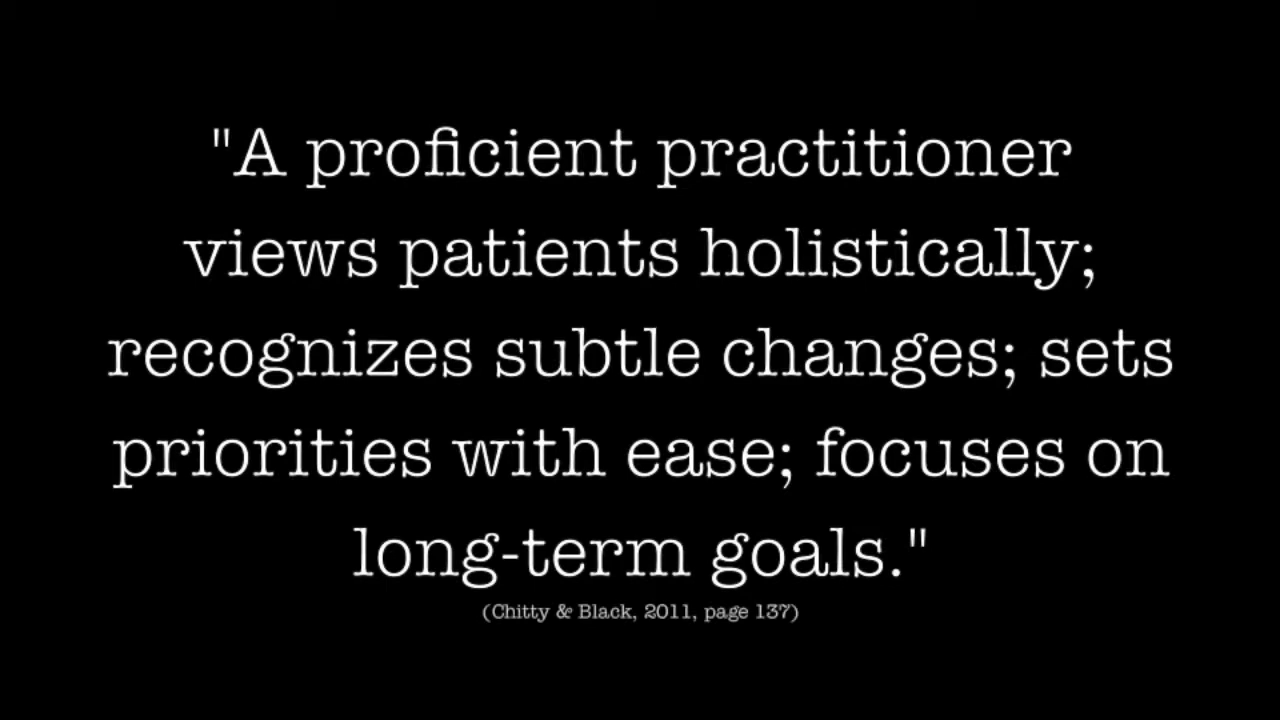 "A proficient practitioner
views patients holistically;
recognizes subtle changes; sets
priorities with ease; focuses on
long-term goals."
(Chitty & Black, 2011, page 137)